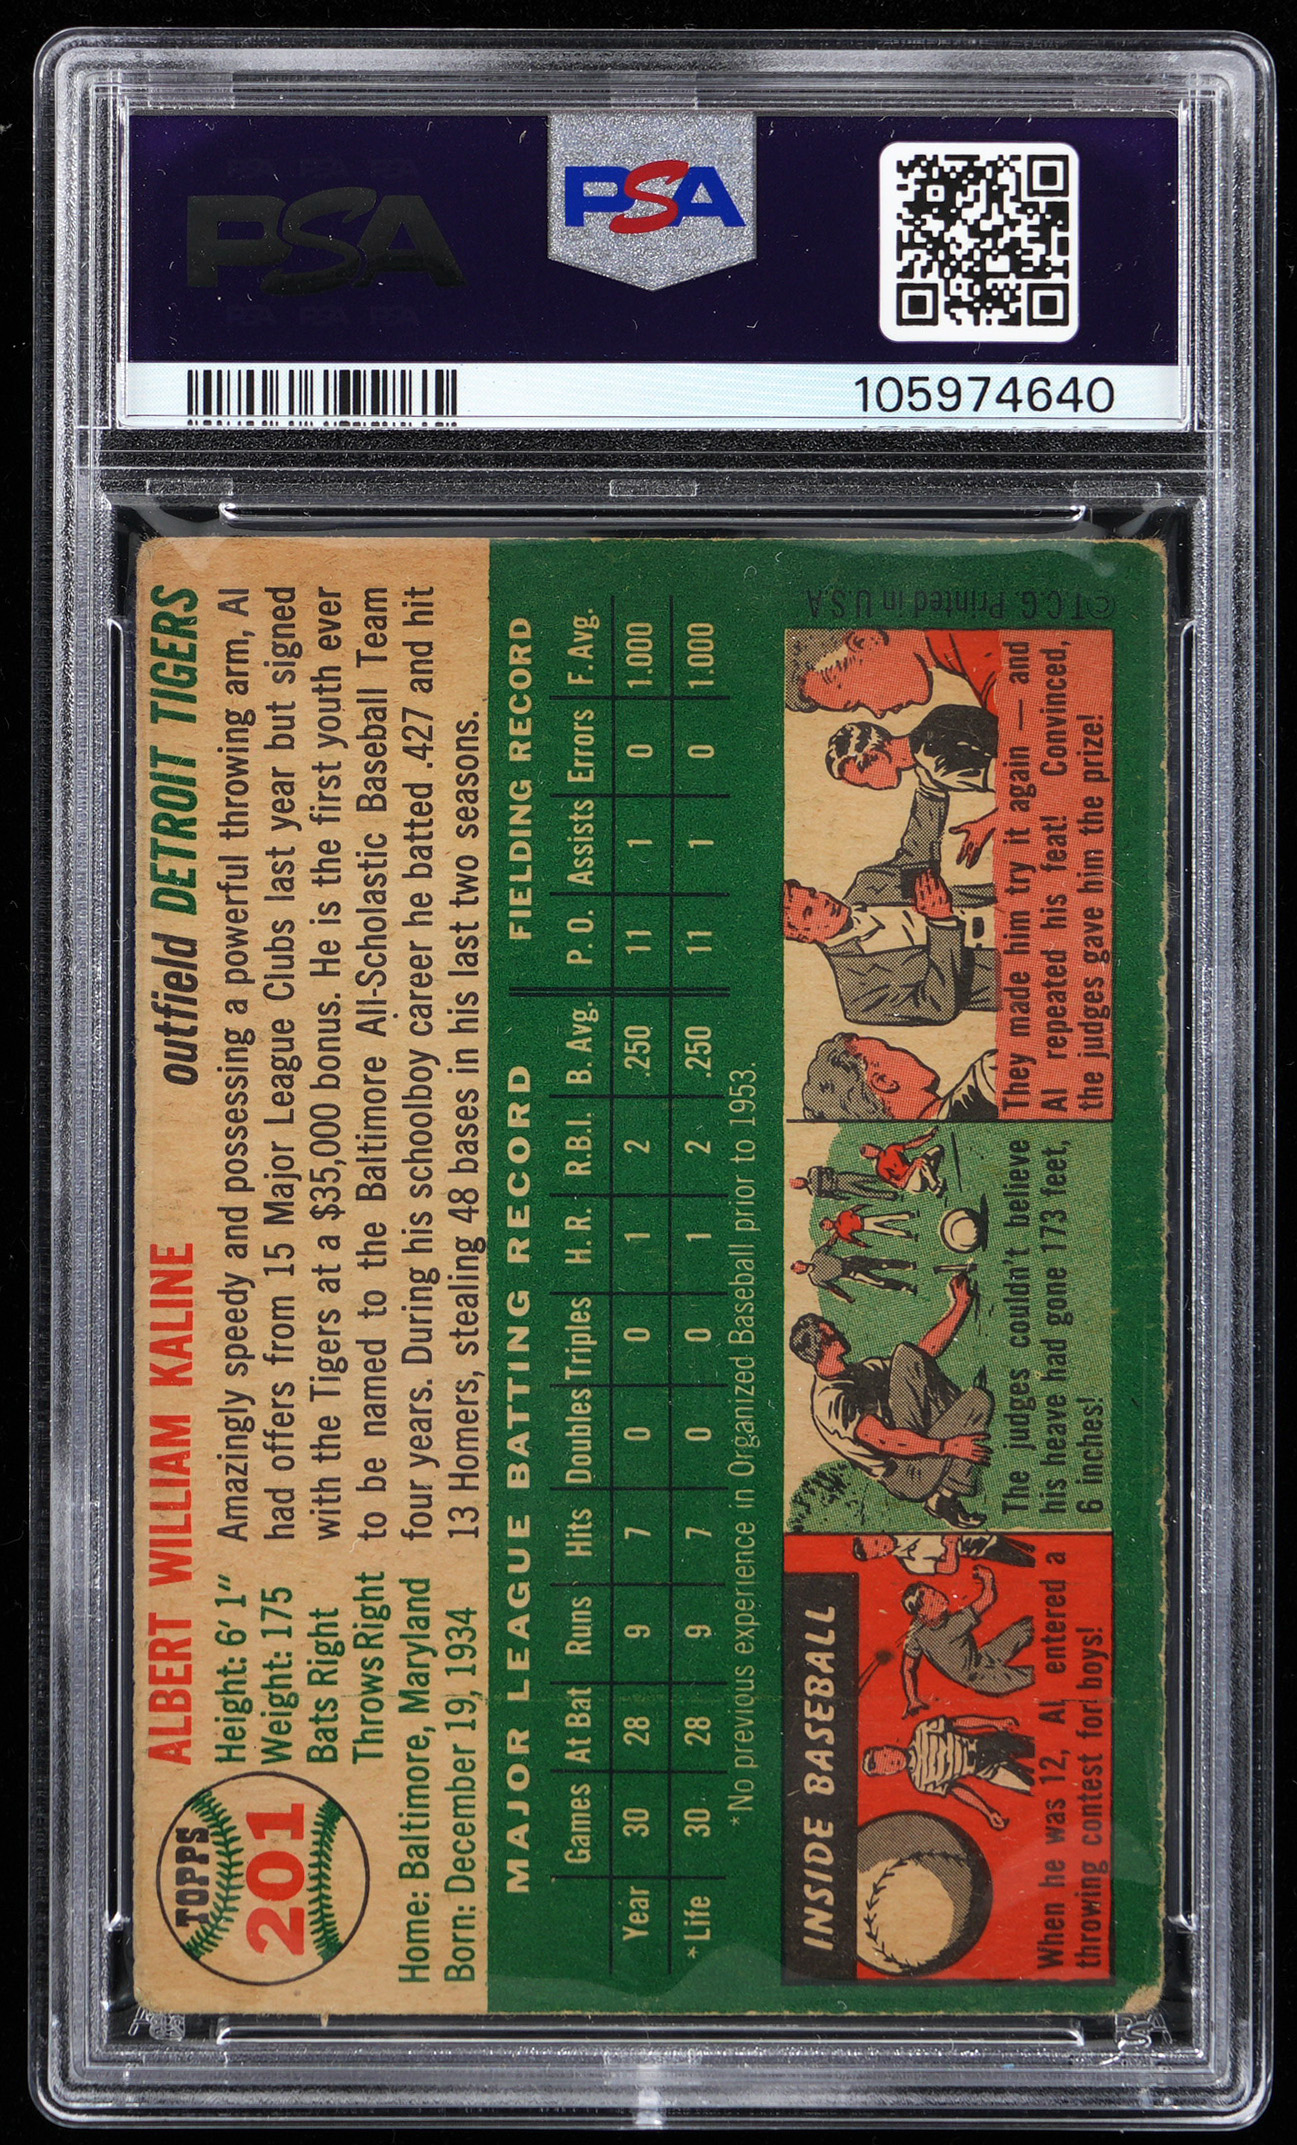 PSA PSA PSA
PSA
PSA PSA PSA
PSA
105974640
TOPPS
201
ALBERT WILLIAM KALINE
outfield DETROIT TIGERS
Height: 6' 1"
Weight: 175
Bats Right
Throws Right
Home: Baltimore, Maryland
Born: December 19, 1934
Amazingly speedy and possessing a powerful throwing arm, Al
had offers from 15 Major League Clubs last year but signed
with the Tigers at a $35,000 bonus. He is the first youth ever
to be named to the Baltimore All-Scholastic Baseball Team
four years. During his schoolboy career he batted .427 and hit
13 Homers, stealing 48 bases in his last two seasons.
MAJOR LEAGUE BATTING RECORD FIELDING RECORD
Games At Bat Runs Hits Doubles Triples H.R. R.B.I. B. Avg. P. O. Assists Errors F. Avg.
Year 30 28 9 7 0 0 1 2 .250 11 1 0 1.000
*Life 30 28 9 7 0 0 1 2 .250 11 1 0 1.000
*No previous experience in Organized Baseball prior to 1953.
INSIDE BASEBALL
When he was 12, Al entered a
throwing contest for boys!
The judges couldn't believe
his heave had gone 173 feet,
6 inches!
They made him try it again — and
Al repeated his feat! Convinced,
the judges gave him the prize!
©T.C.G. Printed in U.S.A
PSA